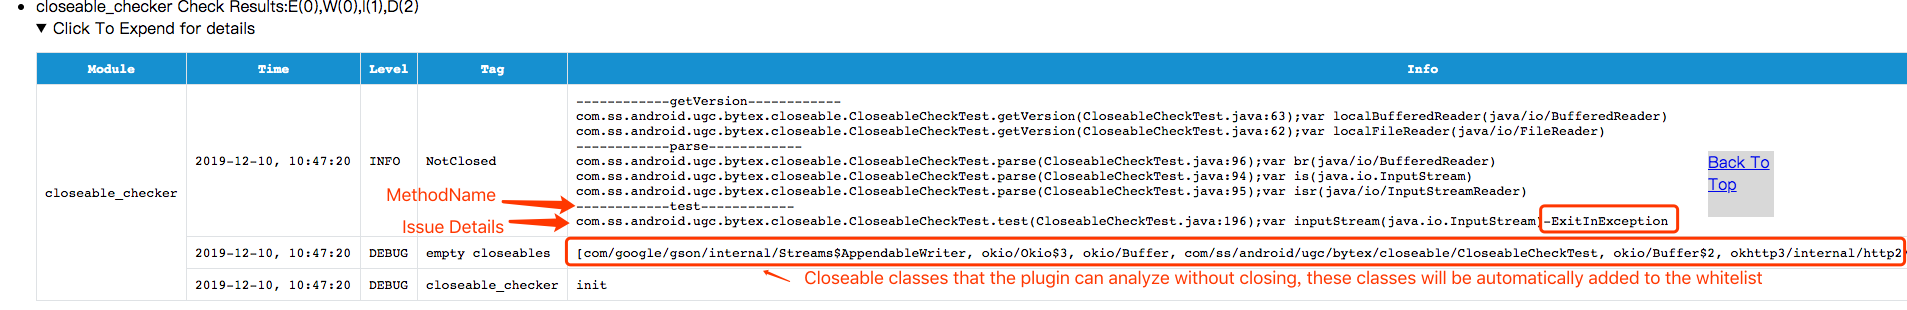 closeable_checker Check Results:E(0),W(0),I(1),D(2)
▼ Click To Expend for details
Module Time Level Tag Info
------------getVersion------------
com.ss.android.ugc.bytex.closeable.CloseableCheckTest.getVersion(CloseableCheckTest.java:63);var localBufferedReader(java/io/BufferedReader)
com.ss.android.ugc.bytex.closeable.CloseableCheckTest.getVersion(CloseableCheckTest.java:62);var localFileReader(java/io/FileReader)
------------parse------------
2019-12-10, 10:47:20 INFO NotClosed
com.ss.android.ugc.bytex.closeable.CloseableCheckTest.parse(CloseableCheckTest.java:96);var br(java/io/BufferedReader)
com.ss.android.ugc.bytex.closeable.CloseableCheckTest.parse(CloseableCheckTest.java:94);var is(java.io.InputStream)
com.ss.android.ugc.bytex.closeable.CloseableCheckTest.parse(CloseableCheckTest.java:95);var isr(java/io/InputStreamReader)
Back To
Top
closeable_checker
MethodName
------------test------------
Issue Details
com.ss.android.ugc.bytex.closeable.CloseableCheckTest.test(CloseableCheckTest.java:196);var inputStream(java.io.InputStream)-ExitInException
2019-12-10, 10:47:20 DEBUG empty closeables [com/google/gson/internal/Streams$AppendableWriter, okio/Okio$3, okio/Buffer, com/ss/android/ugc/bytex/closeable/CloseableCheckTest, okio/Buffer$2, okhttp3/internal/http2
Closeable classes that the plugin can analyze without closing, these classes will be automatically added to the whitelist
2019-12-10, 10:47:20 DEBUG closeable_checker init